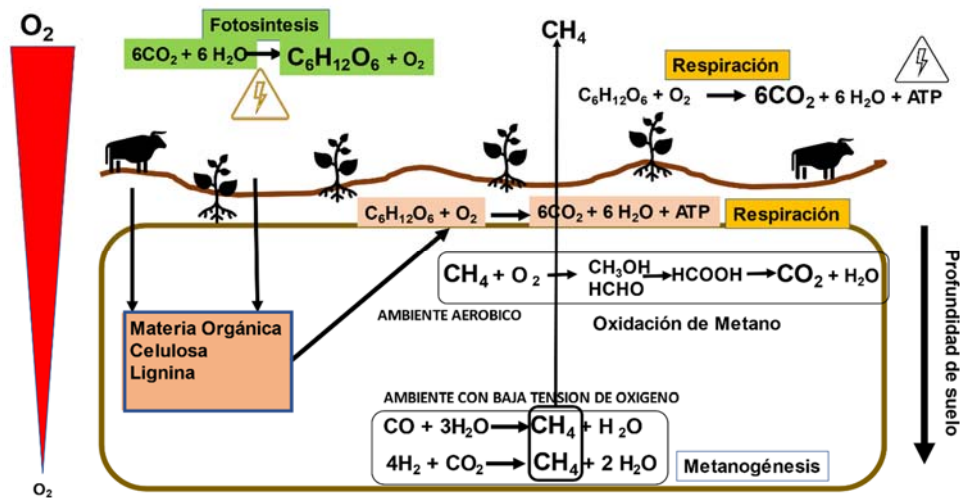 O₂
Fotosintesis
6CO₂ + 6 H₂O → C₆H₁₂O₆ + O₂
CH₄
Respiración
C₆H₁₂O₆ + O₂ → 6CO₂ + 6 H₂O + ATP
C₆H₁₂O₆ + O₂ → 6CO₂ + 6 H₂O + ATP
Respiración
CH₄ + O₂ → CH₃OH → HCOOH → CO₂ + H₂O
HCHO
AMBIENTE AEROBICO
Oxidación de Metano
Materia Orgánica
Celulosa
Lignina
AMBIENTE CON BAJA TENSION DE OXIGENO
CO + 3H₂O → CH₄ + H₂O
4H₂ + CO₂ → CH₄ + 2 H₂O
Metanogénesis
Profundidad de suelo
O₂